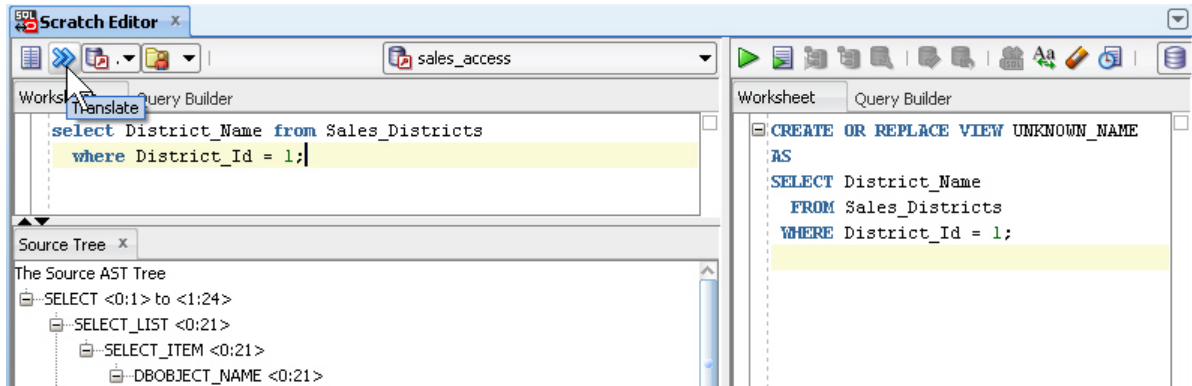 SQL Scratch Editor x
sales_access
Worksheet Query Builder
Translate
select District_Name from Sales_Districts
where District_Id = 1;
Source Tree x
The Source AST Tree
SELECT <0:1> to <1:24>
SELECT_LIST <0:21>
SELECT_ITEM <0:21>
DBOBJECT_NAME <0:21>
Worksheet Query Builder
CREATE OR REPLACE VIEW UNKNOWN_NAME
AS
SELECT District_Name
FROM Sales_Districts
WHERE District_Id = 1;